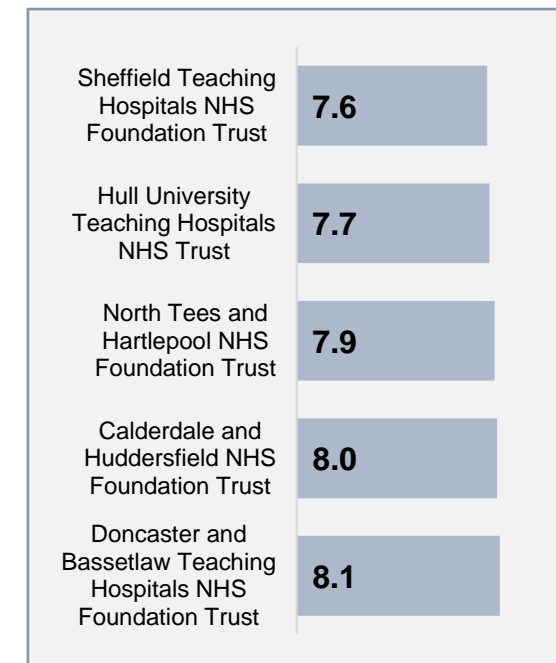 Sheffield Teaching
Hospitals NHS
Foundation Trust
7.6
Hull University
Teaching Hospitals
NHS Trust
7.7
North Tees and
Hartlepool NHS
Foundation Trust
7.9
Calderdale and
Huddersfield NHS
Foundation Trust
8.0
Doncaster and
Bassetlaw Teaching
Hospitals NHS
Foundation Trust
8.1